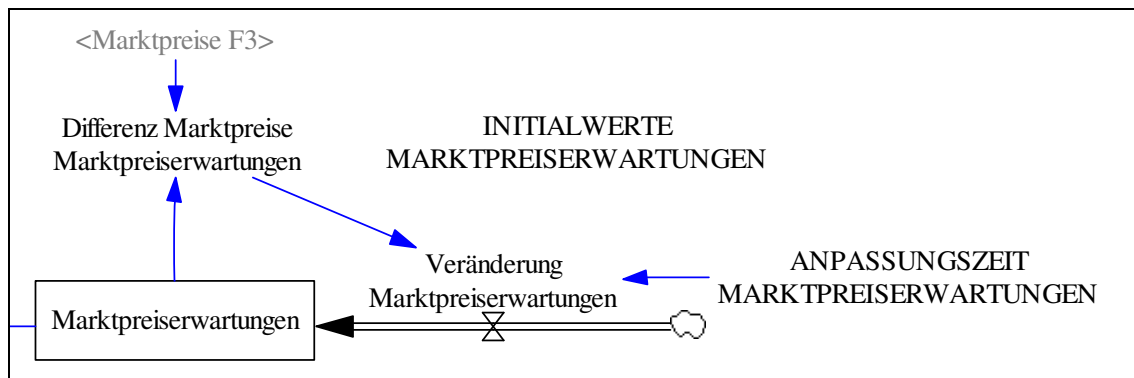 <Marktpreise F3>
Differenz Marktpreise
Marktpreiserwartungen
INITIALWERTE
MARKTPREISERWARTUNGEN
Veränderung
Marktpreiserwartungen
ANPASSUNGSZEIT
MARKTPREISERWARTUNGEN
Marktpreiserwartungen